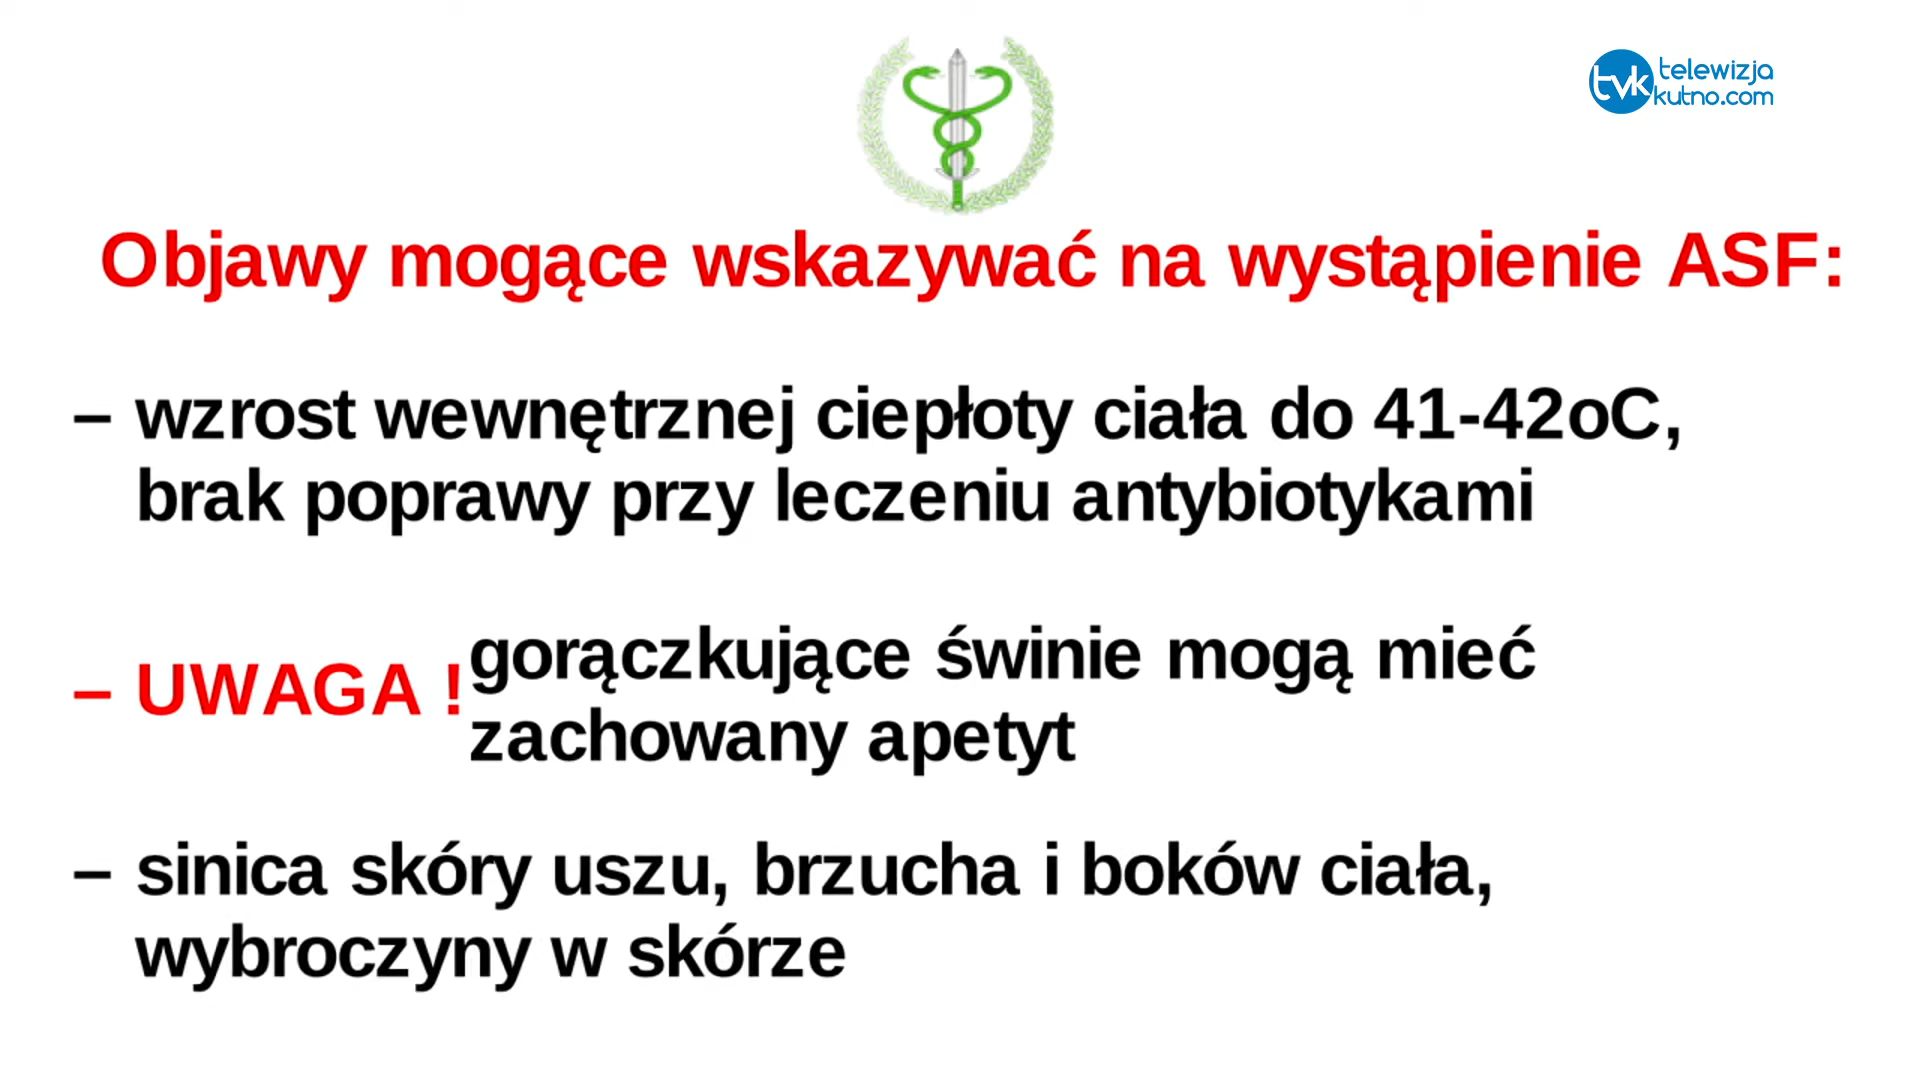 tvk telewizja
kutno.com
Objawy mogące wskazywać na wystąpienie ASF:
– wzrost wewnętrznej ciepłoty ciała do 41-42oC,
brak poprawy przy leczeniu antybiotykami
– UWAGA ! gorączkujące świnie mogą mieć
zachowany apetyt
– sinica skóry uszu, brzucha i boków ciała,
wybroczyny w skórze